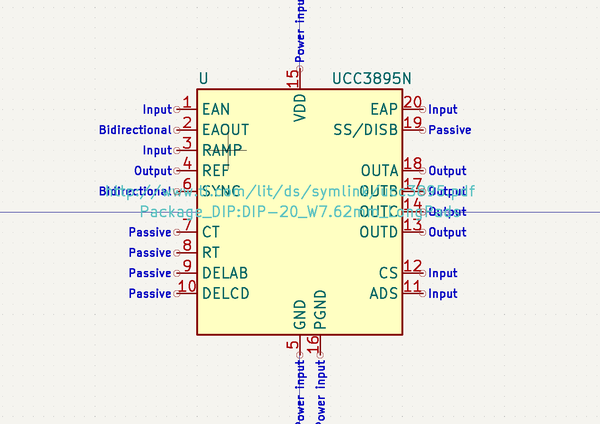 Power input
15
VDD
U UCC3895N
Input 1 EAN EAP 20 Input
Bidirectional 2 EAOUT SS/DISB 19 Passive
Input 3 RAMP
Output 4 REF OUTA 18 Output
Bidirectional 6 SYNC OUTB 17 Output
http://www.ti.com/lit/ds/symlink/ucc3895.pdf
OUTC 14 Output
Package_DIP:DIP-20_W7.62mm_LongPads
Passive 7 CT OUTD 13 Output
Passive 8 RT
Passive 9 DELAB CS 12 Input
Passive 10 DELCD ADS 11 Input
GND PGND
5 16
Power input Power input